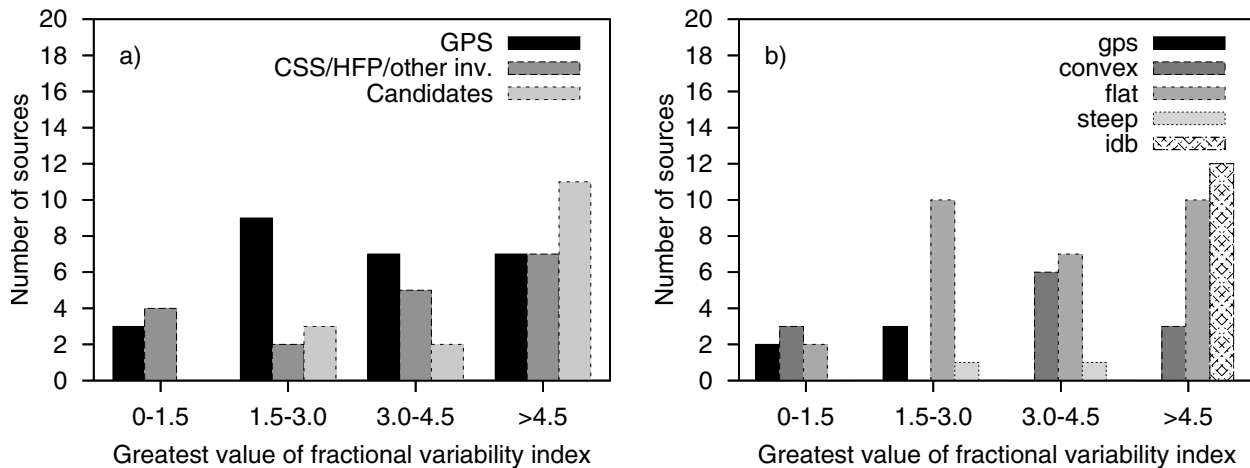 a)
GPS
CSS/HFP/other inv.
Candidates
20
18
16
14
12
10
8
6
4
2
0
Number of sources
0-1.5 1.5-3.0 3.0-4.5 >4.5
Greatest value of fractional variability index
b)
gps
convex
flat
steep
idb
20
18
16
14
12
10
8
6
4
2
0
Number of sources
0-1.5 1.5-3.0 3.0-4.5 >4.5
Greatest value of fractional variability index